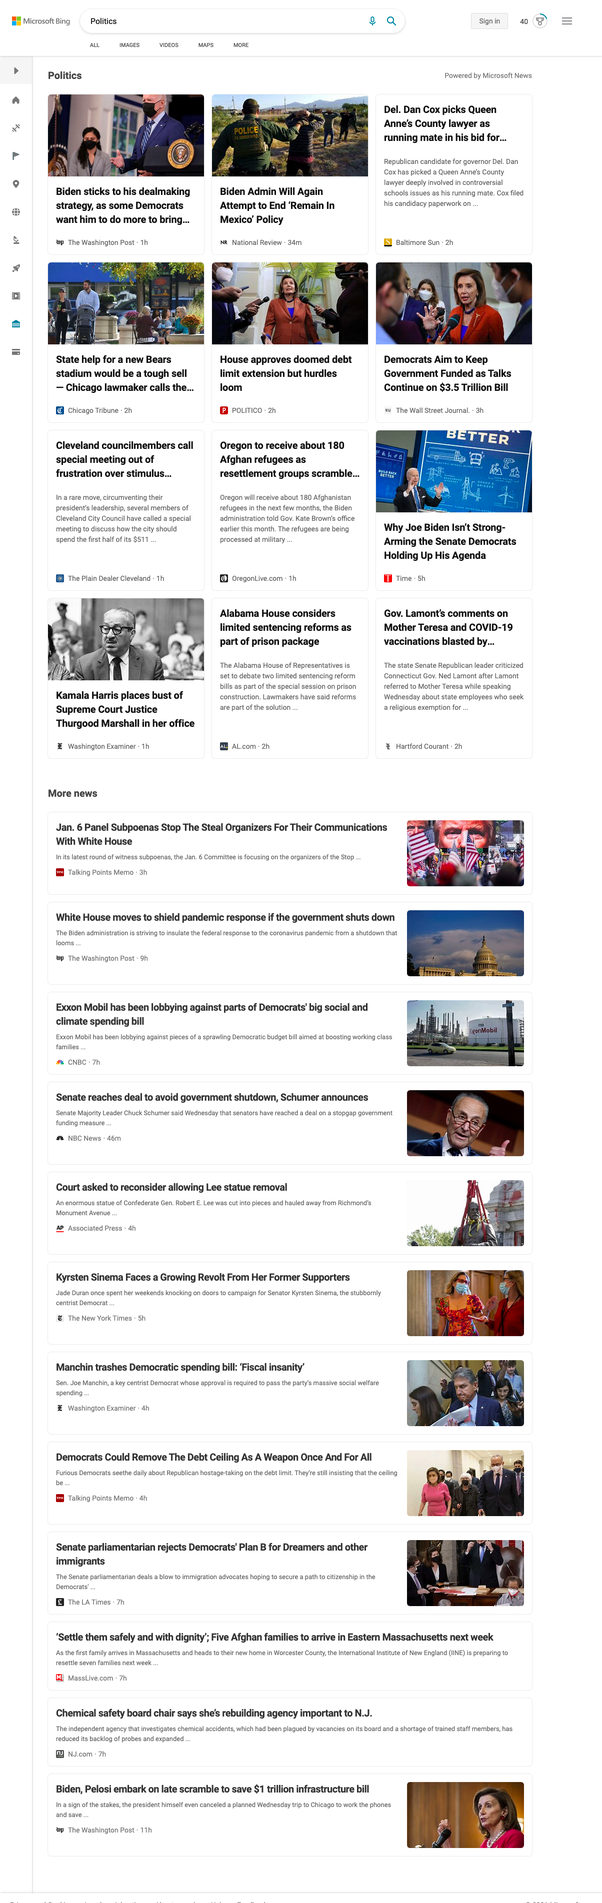 Microsoft Bing
Politics
Sign in
40
ALL
IMAGES
VIDEOS
MAPS
MORE
Politics
Powered by Microsoft News
Biden sticks to his dealmaking
strategy, as some Democrats
want him to do more to bring...
The Washington Post · 1h
POLICE
Biden Admin Will Again
Attempt to End ‘Remain In
Mexico’ Policy
NR National Review · 34m
Del. Dan Cox picks Queen
Anne’s County lawyer as
running mate in his bid for...
Republican candidate for governor Del. Dan
Cox has picked a Queen Anne’s County
lawyer deeply involved in controversial
schools issues as his running mate. Cox filed
his candidacy paperwork on ...
Baltimore Sun · 2h
State help for a new Bears
stadium would be a tough sell
— Chicago lawmaker calls the...
Chicago Tribune · 2h
House approves doomed debt
limit extension but hurdles
loom
POLITICO · 2h
Democrats Aim to Keep
Government Funded as Talks
Continue on $3.5 Trillion Bill
The Wall Street Journal. · 3h
Cleveland councilmembers call
special meeting out of
frustration over stimulus...
In a rare move, circumventing their
president’s leadership, several members of
Cleveland City Council have called a special
meeting to discuss how the city should
spend the first half of its $511 ...
The Plain Dealer Cleveland · 1h
Oregon to receive about 180
Afghan refugees as
resettlement groups scramble...
Oregon will receive about 180 Afghanistan
refugees in the next few months, the Biden
administration told Gov. Kate Brown’s office
earlier this month. The refugees are being
processed at military ...
OregonLive.com · 1h
BETTER
Why Joe Biden Isn’t Strong-
Arming the Senate Democrats
Holding Up His Agenda
Time · 5h
Kamala Harris places bust of
Supreme Court Justice
Thurgood Marshall in her office
Washington Examiner · 1h
Alabama House considers
limited sentencing reforms as
part of prison package
The Alabama House of Representatives is
set to debate two limited sentencing reform
bills as part of the special session on prison
construction. Lawmakers have said reforms
are part of the solution ...
AL.com · 2h
Gov. Lamont’s comments on
Mother Teresa and COVID-19
vaccinations blasted by...
The state Senate Republican leader criticized
Connecticut Gov. Ned Lamont after Lamont
referred to Mother Teresa while speaking
Wednesday about state employees who seek
a religious exemption for ...
Hartford Courant · 2h
More news
Jan. 6 Panel Subpoenas Stop The Steal Organizers For Their Communications
With White House
In its latest round of witness subpoenas, the Jan. 6 Committee is focusing on the organizers of the Stop ...
Talking Points Memo · 3h
White House moves to shield pandemic response if the government shuts down
The Biden administration is striving to insulate the federal response to the coronavirus pandemic from a shutdown that
looms ...
The Washington Post · 9h
Exxon Mobil has been lobbying against parts of Democrats' big social and
climate spending bill
Exxon Mobil has been lobbying against pieces of a sprawling Democratic budget bill aimed at boosting working class
families ...
CNBC · 7h
Senate reaches deal to avoid government shutdown, Schumer announces
Senate Majority Leader Chuck Schumer said Wednesday that senators have reached a deal on a stopgap government
funding measure ...
NBC News · 46m
Court asked to reconsider allowing Lee statue removal
An enormous statue of Confederate Gen. Robert E. Lee was cut into pieces and hauled away from Richmond’s
Monument Avenue ...
AP Associated Press · 4h
Kyrsten Sinema Faces a Growing Revolt From Her Former Supporters
Jade Duran once spent her weekends knocking on doors to campaign for Senator Kyrsten Sinema, the stubbornly
centrist Democrat ...
The New York Times · 5h
Manchin trashes Democratic spending bill: ‘Fiscal insanity’
Sen. Joe Manchin, a key centrist Democrat whose approval is required to pass the party’s massive social welfare
spending ...
Washington Examiner · 4h
Democrats Could Remove The Debt Ceiling As A Weapon Once And For All
Furious Democrats seethe daily about Republican hostage-taking on the debt limit. They’re still insisting that the ceiling
be ...
Talking Points Memo · 4h
Senate parliamentarian rejects Democrats’ Plan B for Dreamers and other
immigrants
The Senate parliamentarian deals a blow to immigration advocates hoping to secure a path to citizenship in the
Democrats’ ...
The LA Times · 7h
‘Settle them safely and with dignity’; Five Afghan families to arrive in Eastern Massachusetts next week
As the first family arrives in Massachusetts and heads to their new home in Worcester County, the International Institute of New England (IINE) is preparing to
resettle seven families next week ...
MassLive.com · 7h
Chemical safety board chair says she’s rebuilding agency important to N.J.
The independent agency that investigates chemical accidents, which had been plagued by vacancies on its board and a shortage of trained staff members, has
reduced its backlog of probes and expanded ...
NJ.com · 7h
Biden, Pelosi embark on late scramble to save $1 trillion infrastructure bill
In a sign of the stakes, the president himself even canceled a planned Wednesday trip to Chicago to work the phones
and save ...
The Washington Post · 11h